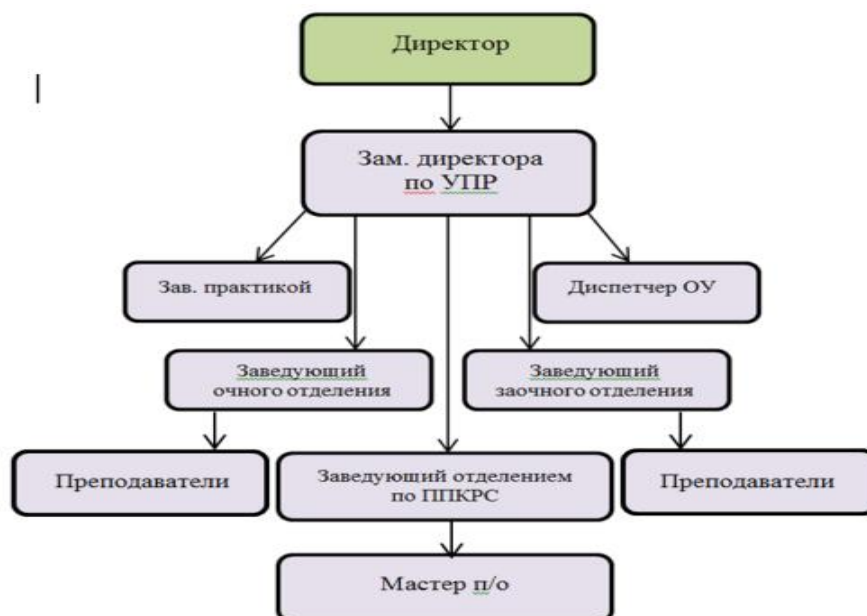 Директор
Зам. директора
по УПР
Зав. практикой
Диспетчер ОУ
Заведующий
очного отделения
Заведующий
заочного отделения
Преподаватели
Заведующий отделением
по ППКРС
Преподаватели
Мастер п/о